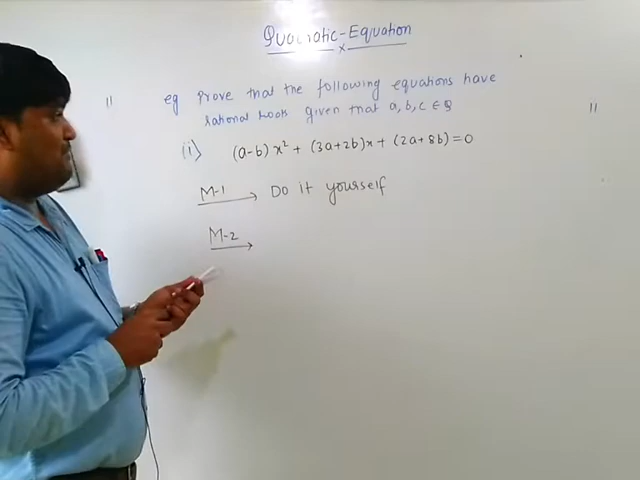 Quadratic-Equation
x
eg Prove that the following equations have
rational roots given that a, b, c ∈ Q
(ii) (a-b) x² + (3a+2b)x + (2a+8b) = 0
M-1 → Do it yourself
M-2 →